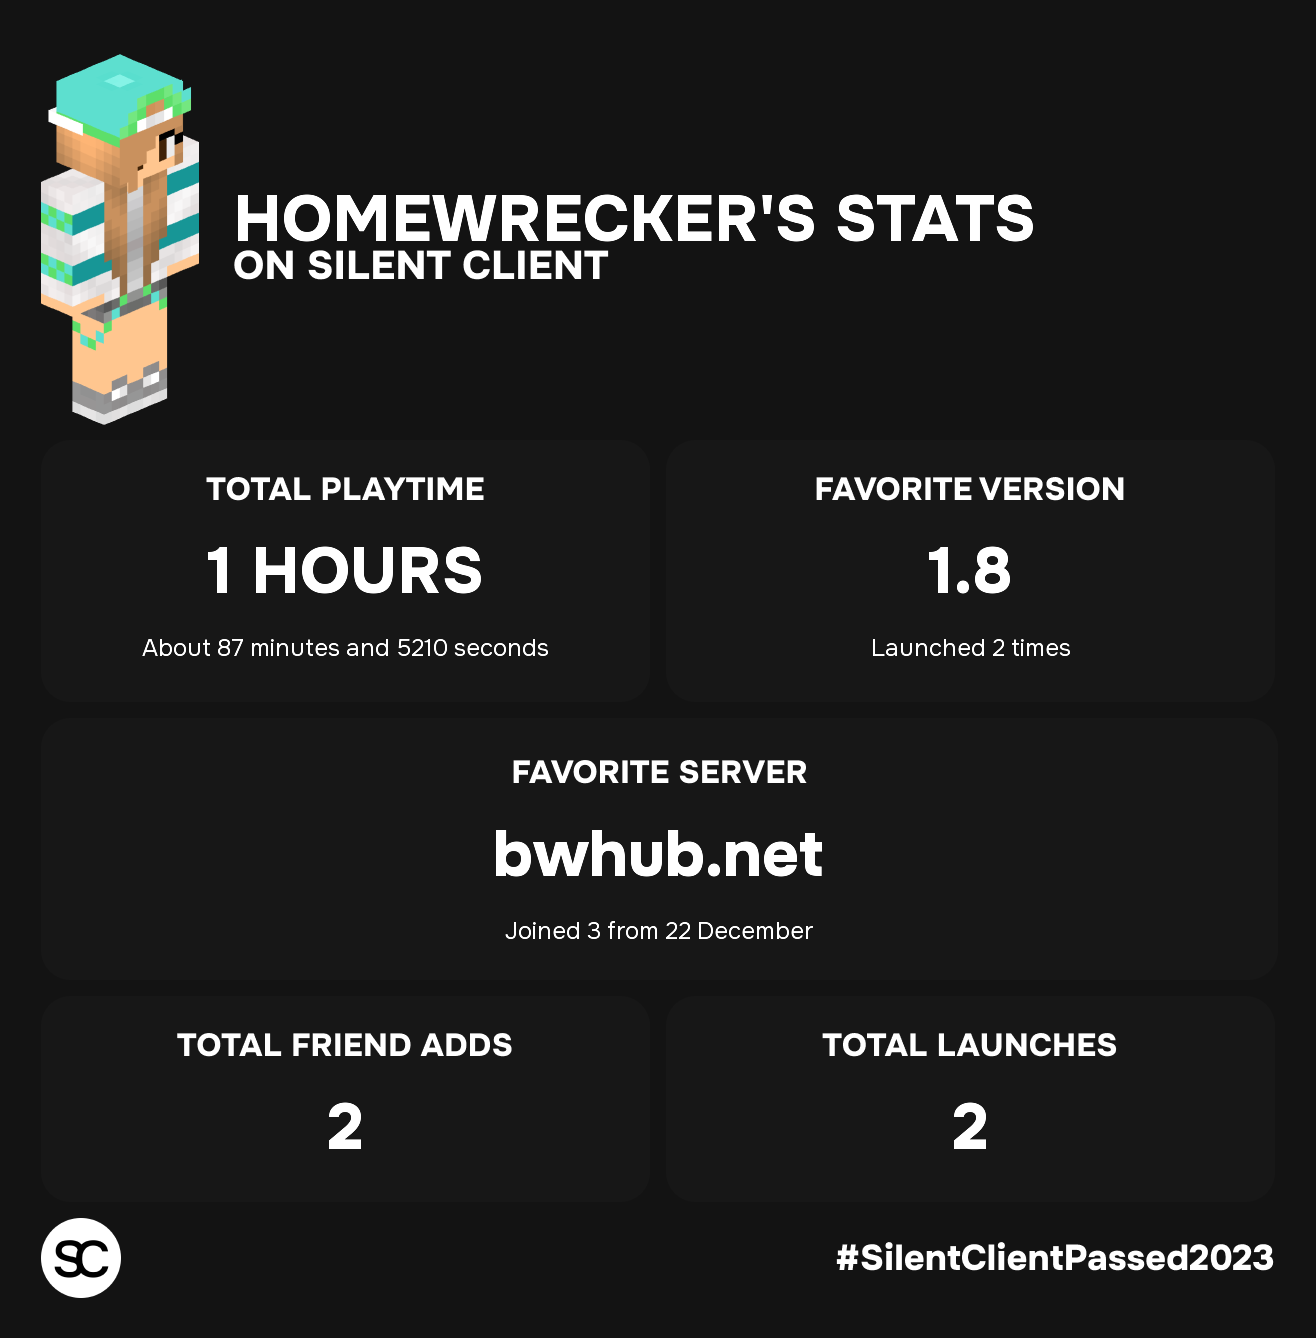 HOMEWRECKER'S STATS
ON SILENT CLIENT
TOTAL PLAYTIME
1 HOURS
About 87 minutes and 5210 seconds
FAVORITE VERSION
1.8
Launched 2 times
FAVORITE SERVER
bwhub.net
Joined 3 from 22 December
TOTAL FRIEND ADDS
2
TOTAL LAUNCHES
2
SC
#SilentClientPassed2023